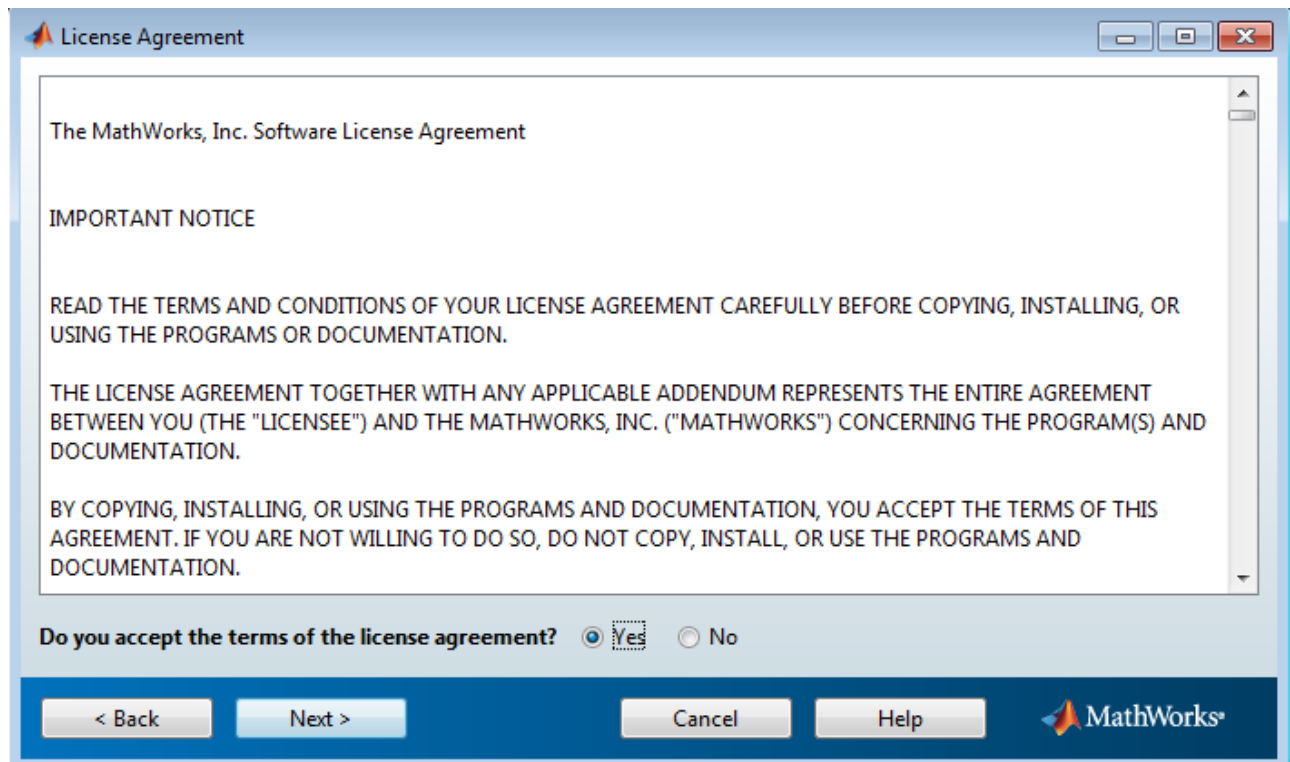 License Agreement
The MathWorks, Inc. Software License Agreement
IMPORTANT NOTICE
READ THE TERMS AND CONDITIONS OF YOUR LICENSE AGREEMENT CAREFULLY BEFORE COPYING, INSTALLING, OR
USING THE PROGRAMS OR DOCUMENTATION.
THE LICENSE AGREEMENT TOGETHER WITH ANY APPLICABLE ADDENDUM REPRESENTS THE ENTIRE AGREEMENT
BETWEEN YOU (THE "LICENSEE") AND THE MATHWORKS, INC. ("MATHWORKS") CONCERNING THE PROGRAM(S) AND
DOCUMENTATION.
BY COPYING, INSTALLING, OR USING THE PROGRAMS AND DOCUMENTATION, YOU ACCEPT THE TERMS OF THIS
AGREEMENT. IF YOU ARE NOT WILLING TO DO SO, DO NOT COPY, INSTALL, OR USE THE PROGRAMS AND
DOCUMENTATION.
Do you accept the terms of the license agreement? Yes No
< Back Next > Cancel Help MathWorks®